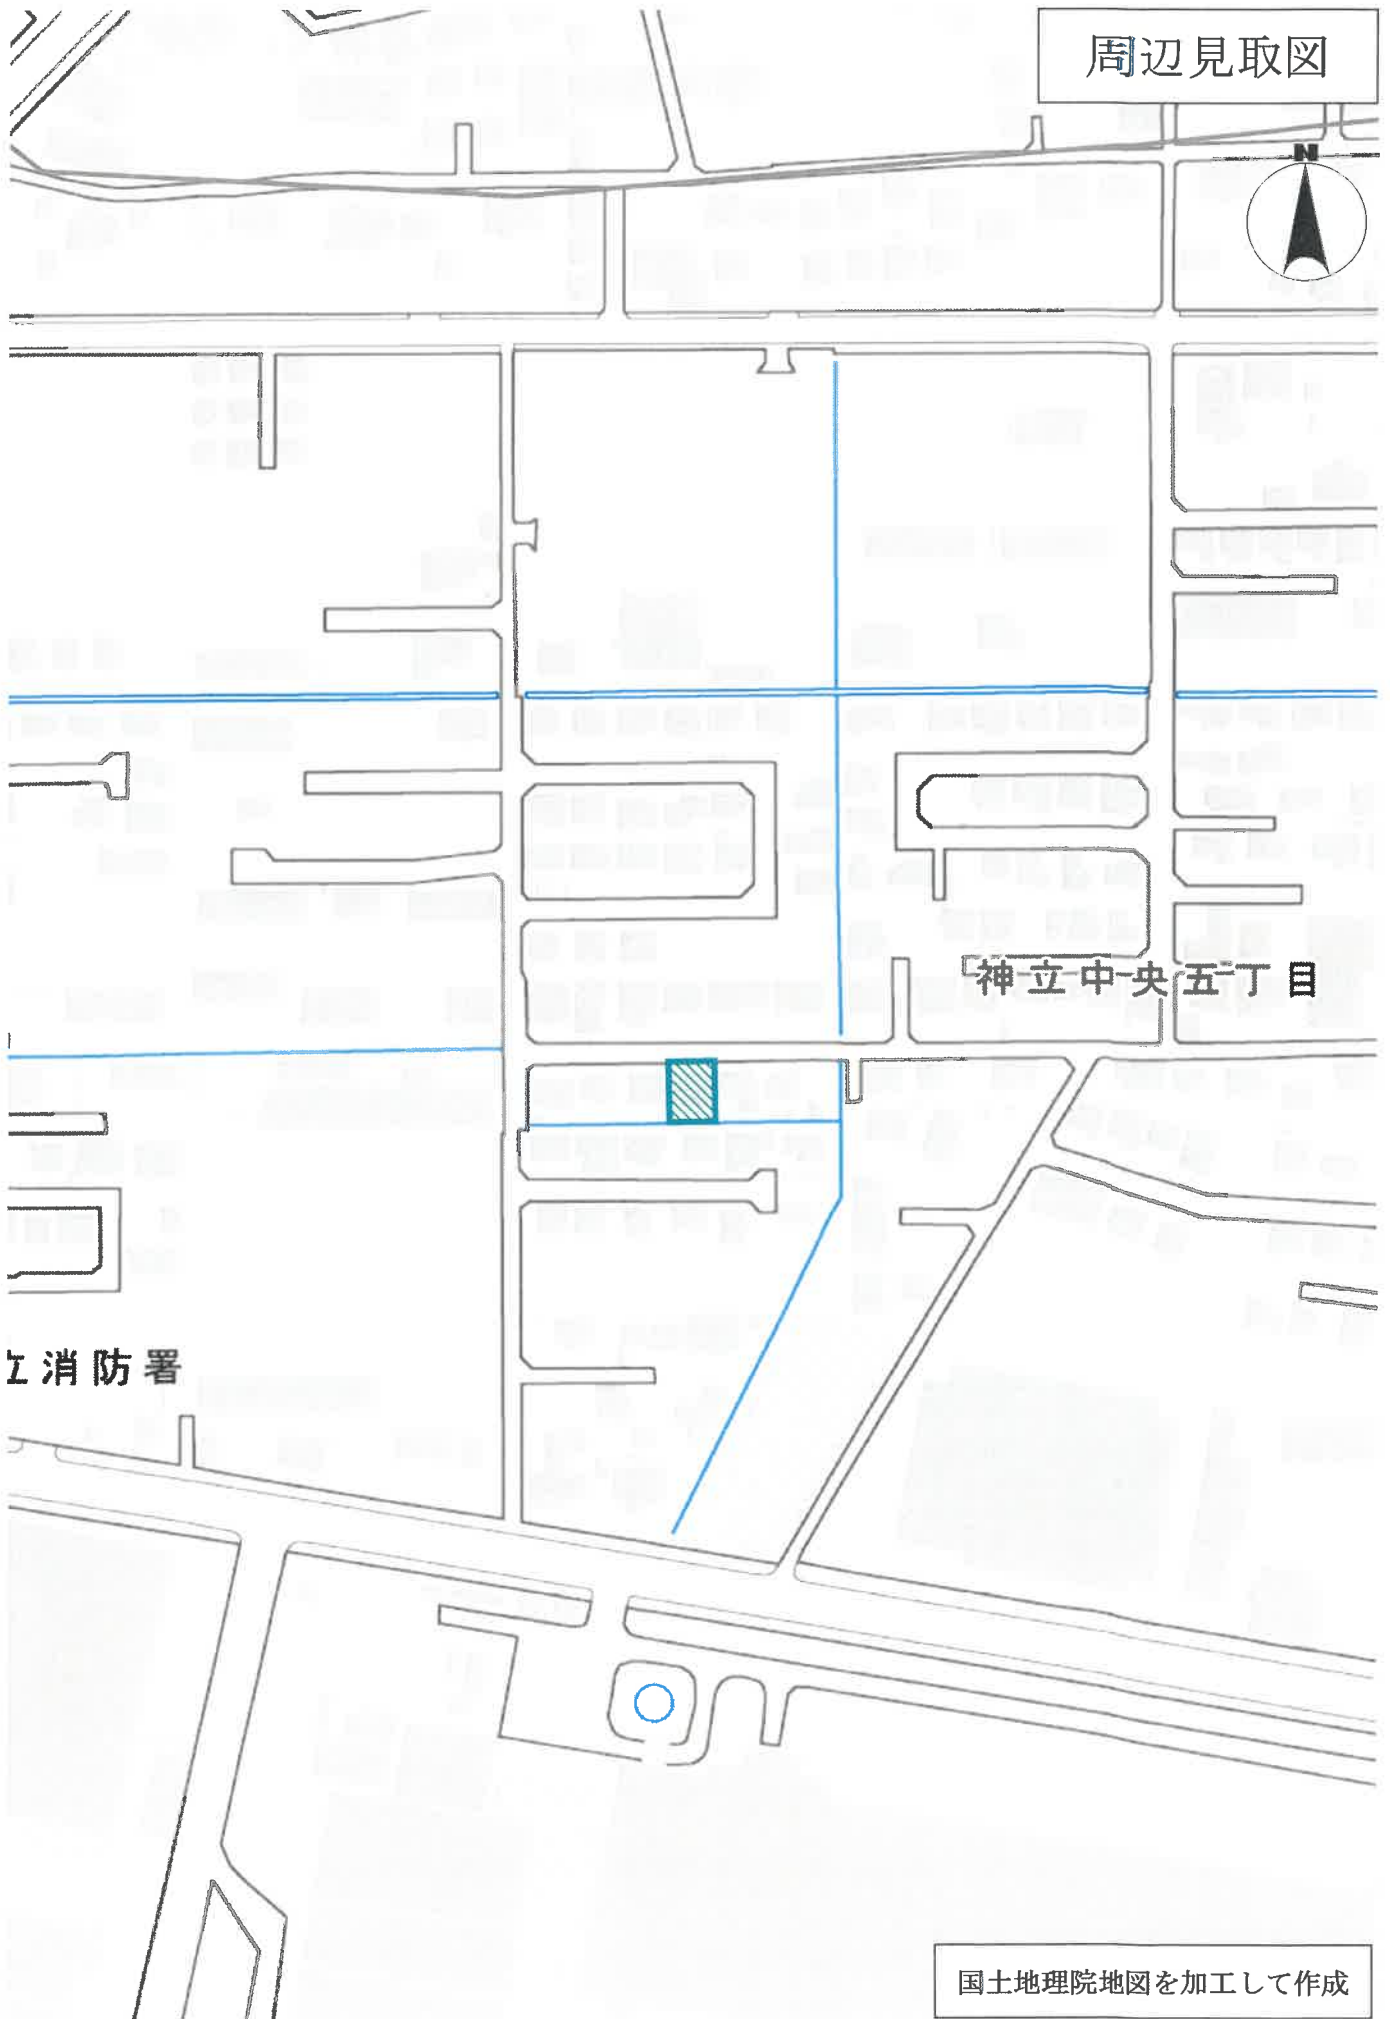 周辺見取図
N
神立中央五丁目
立消防署
国土地理院地図を加工して作成